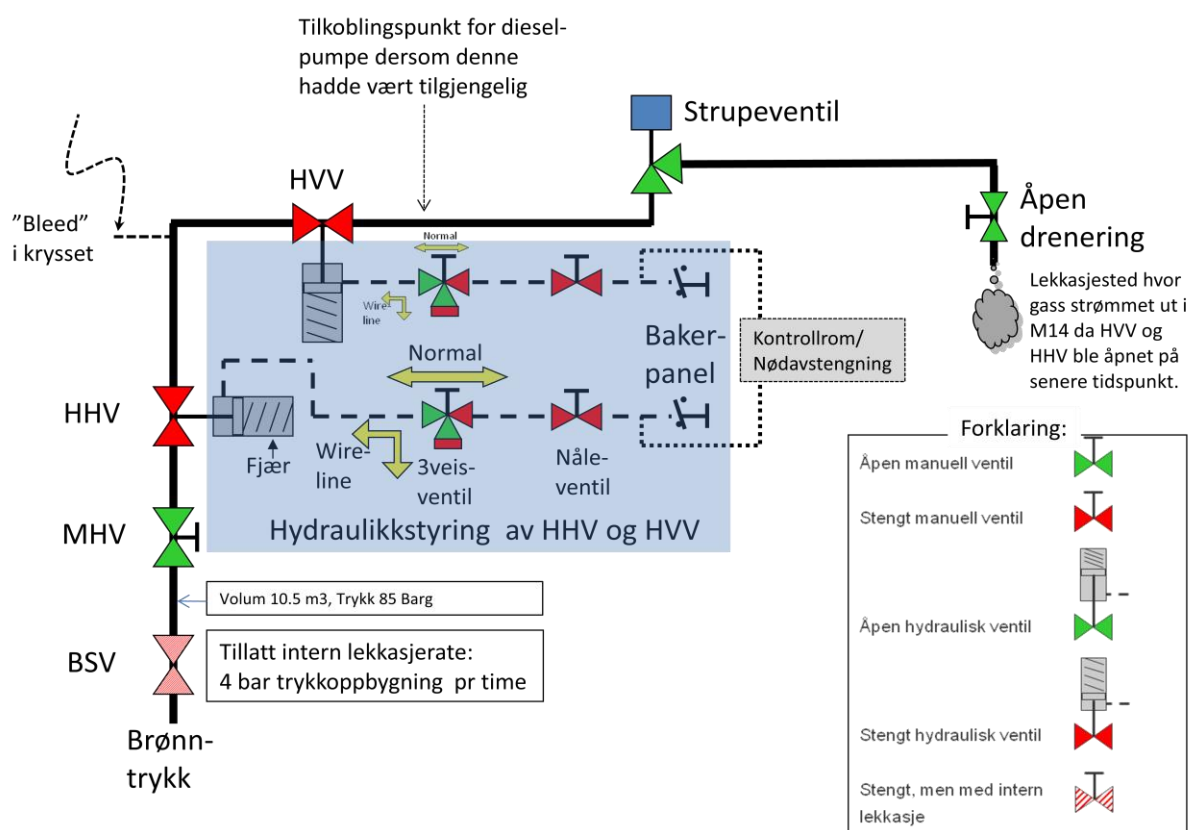 Tilkoblingspunkt for diesel-
pumpe dersom denne
hadde vært tilgjengelig
Strupeventil
HVV
"Bleed"
i krysset
Normal
Wire-
line
Åpen
drenering
Lekkasjested hvor
gass strømmet ut i
M14 da HVV og
HHV ble åpnet på
senere tidspunkt.
Baker-
panel
Kontrollrom/
Nødavstengning
Normal
HHV
Fjær
Wire-
line
3veis-
ventil
Nåle-
ventil
Hydraulikkstyring av HHV og HVV
MHV
Volum 10.5 m3, Trykk 85 Barg
BSV
Tillatt intern lekkasjerate:
4 bar trykkoppbygning pr time
Brønn-
trykk
Forklaring:
Åpen manuell ventil
Stengt manuell ventil
Åpen hydraulisk ventil
Stengt hydraulisk ventil
Stengt, men med intern
lekkasje